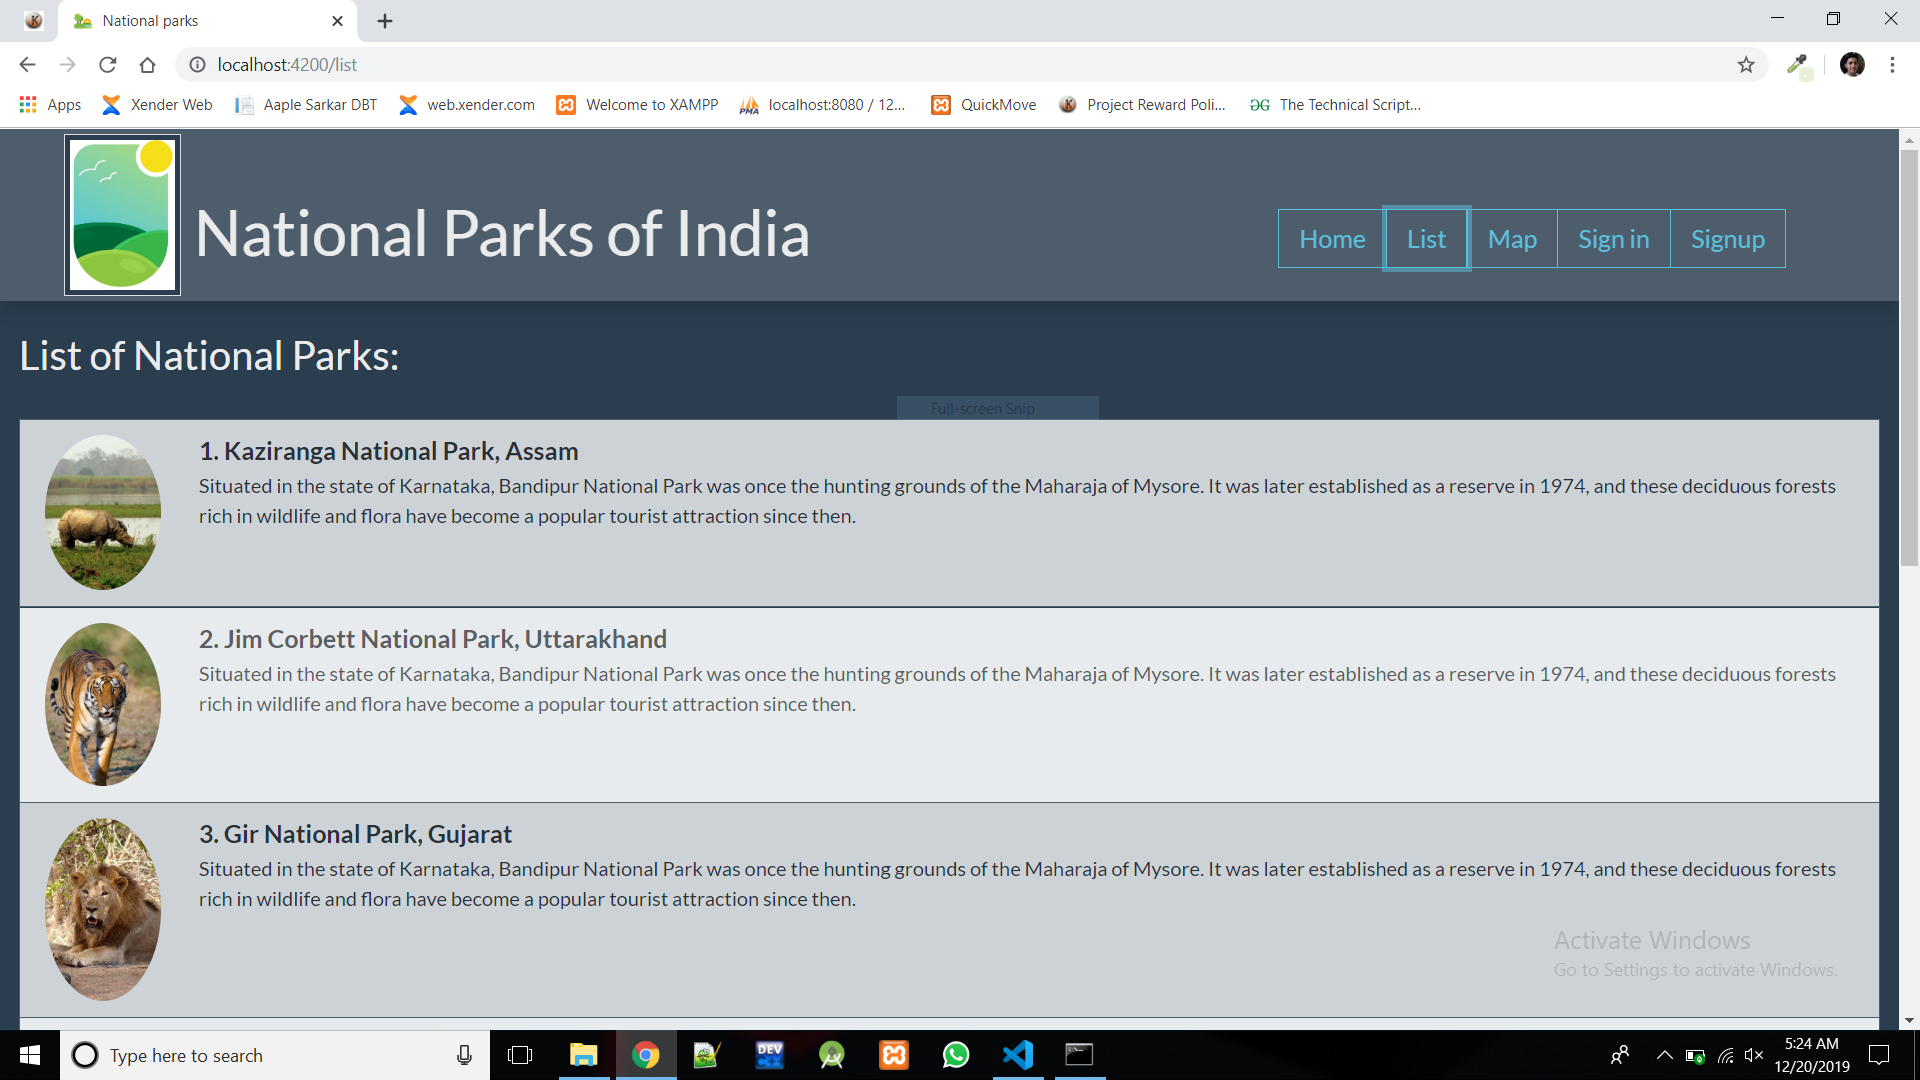 National parks
localhost:4200/list
Apps
Xender Web
Aaple Sarkar DBT
web.xender.com
Welcome to XAMPP
PMA
localhost:8080 / 12...
QuickMove
Project Reward Poli...
The Technical Script...
National Parks of India
Home
List
Map
Sign in
Signup
List of National Parks:
Full-screen Snip
1. Kaziranga National Park, Assam
Situated in the state of Karnataka, Bandipur National Park was once the hunting grounds of the Maharaja of Mysore. It was later established as a reserve in 1974, and these deciduous forests
rich in wildlife and flora have become a popular tourist attraction since then.
2. Jim Corbett National Park, Uttarakhand
Situated in the state of Karnataka, Bandipur National Park was once the hunting grounds of the Maharaja of Mysore. It was later established as a reserve in 1974, and these deciduous forests
rich in wildlife and flora have become a popular tourist attraction since then.
3. Gir National Park, Gujarat
Situated in the state of Karnataka, Bandipur National Park was once the hunting grounds of the Maharaja of Mysore. It was later established as a reserve in 1974, and these deciduous forests
rich in wildlife and flora have become a popular tourist attraction since then.
Activate Windows
Go to Settings to activate Windows.
Type here to search
DEV
5:24 AM
12/20/2019